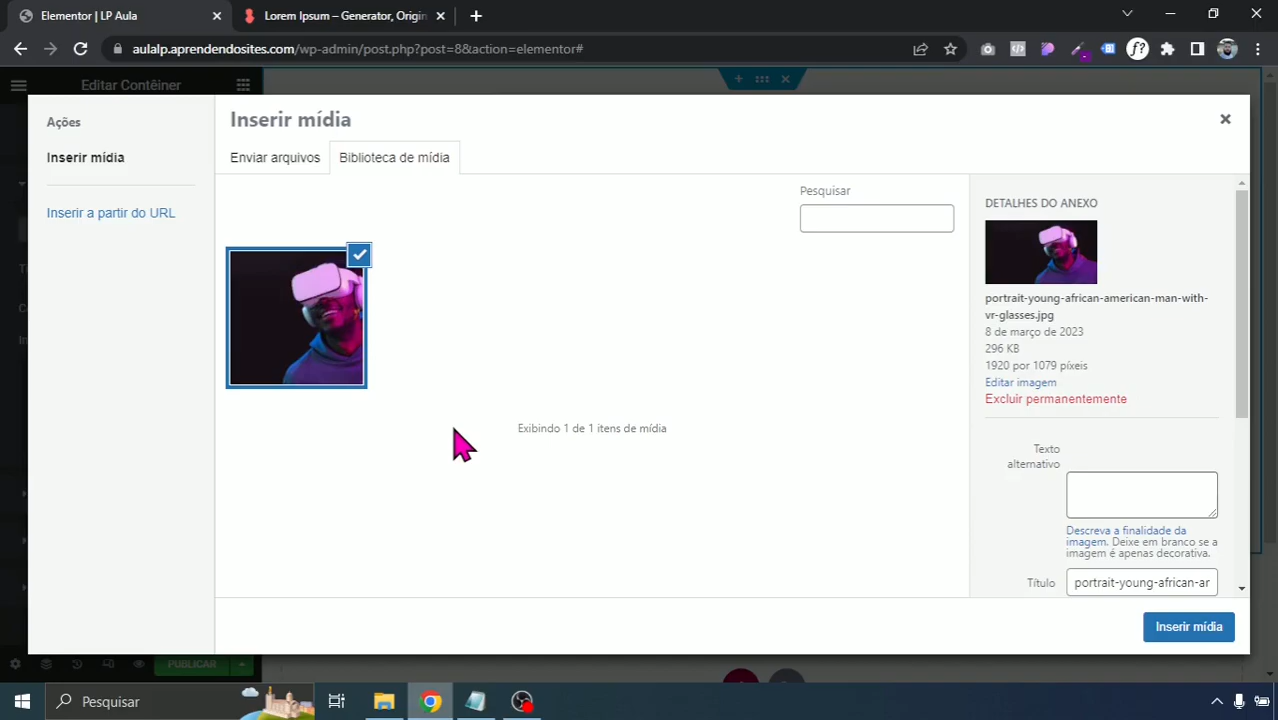 Elementor | LP Aula
Lorem Ipsum – Generator, Origin
aulalp.aprendendosites.com/wp-admin/post.php?post=8&action=elementor#
Editar Contêiner
Ações
Inserir mídia
Inserir a partir do URL
Inserir mídia
Enviar arquivos
Biblioteca de mídia
Pesquisar
Exibindo 1 de 1 itens de mídia
DETALHES DO ANEXO
portrait-young-african-american-man-with-
vr-glasses.jpg
8 de março de 2023
296 KB
1920 por 1079 píxeis
Editar imagem
Excluir permanentemente
Texto
alternativo
Descreva a finalidade da
imagem. Deixe em branco se a
imagem é apenas decorativa.
Título
portrait-young-african-ar
Inserir mídia
PUBLICAR
Pesquisar